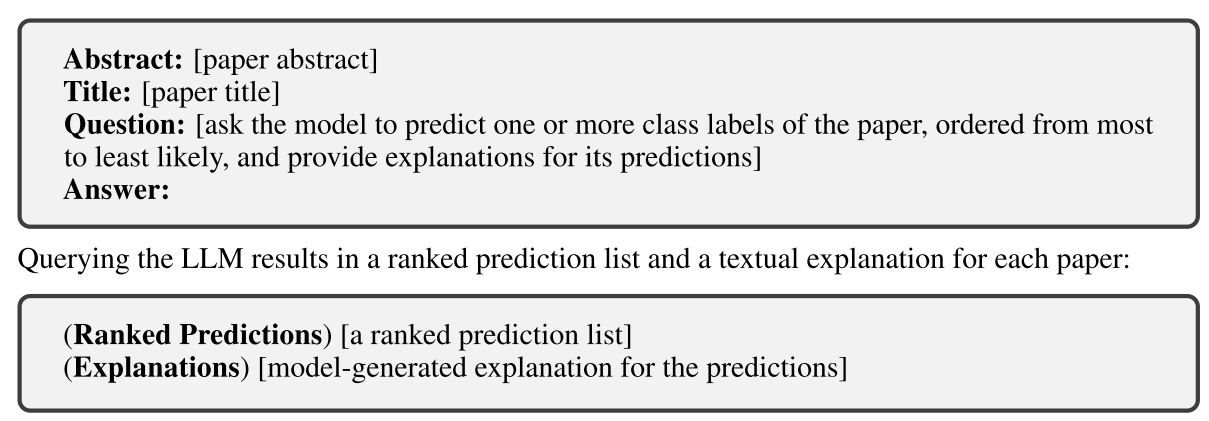 Abstract: [paper abstract]
Title: [paper title]
Question: [ask the model to predict one or more class labels of the paper, ordered from most
to least likely, and provide explanations for its predictions]
Answer:
Querying the LLM results in a ranked prediction list and a textual explanation for each paper:
(Ranked Predictions) [a ranked prediction list]
(Explanations) [model-generated explanation for the predictions]